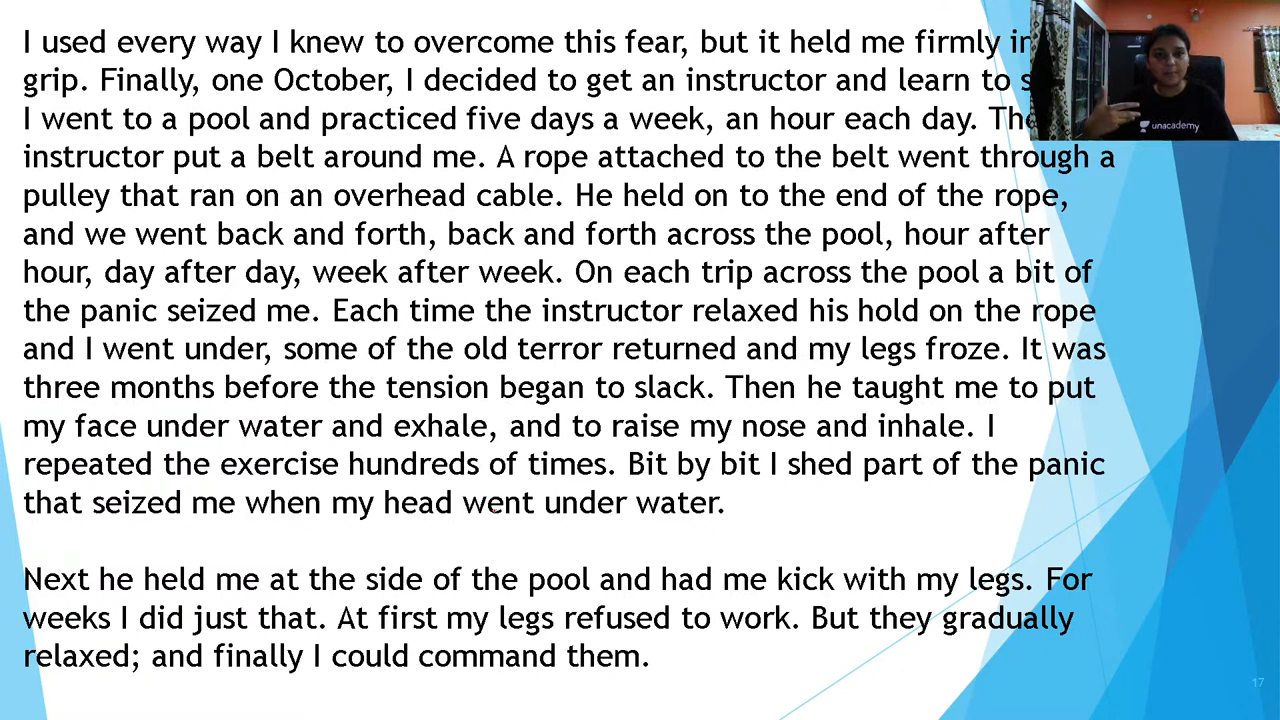 I used every way I knew to overcome this fear, but it held me firmly in
grip. Finally, one October, I decided to get an instructor and learn to
I went to a pool and practiced five days a week, an hour each day. The
instructor put a belt around me. A rope attached to the belt went through a
pulley that ran on an overhead cable. He held on to the end of the rope,
and we went back and forth, back and forth across the pool, hour after
hour, day after day, week after week. On each trip across the pool a bit of
the panic seized me. Each time the instructor relaxed his hold on the rope
and I went under, some of the old terror returned and my legs froze. It was
three months before the tension began to slack. Then he taught me to put
my face under water and exhale, and to raise my nose and inhale. I
repeated the exercise hundreds of times. Bit by bit I shed part of the panic
that seized me when my head went under water.
Next he held me at the side of the pool and had me kick with my legs. For
weeks I did just that. At first my legs refused to work. But they gradually
relaxed; and finally I could command them.
unacademy
17